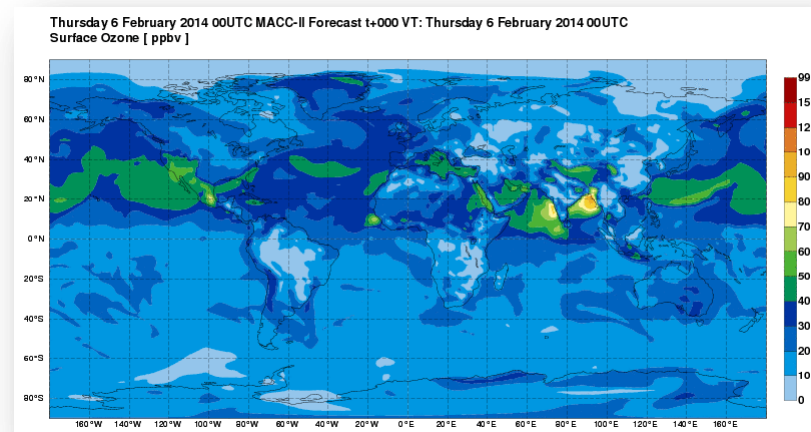 Thursday 6 February 2014 00UTC MACC-II Forecast t+000 VT: Thursday 6 February 2014 00UTC
Surface Ozone [ ppbv ]
80°N
60°N
40°N
20°N
0°N
20°S
40°S
60°S
80°S
160°W 140°W 120°W 100°W 80°W 60°W 40°W 20°W 0°E 20°E 40°E 60°E 80°E 100°E 120°E 140°E 160°E
99
15
12
10
90
80
70
60
50
40
30
20
10
0